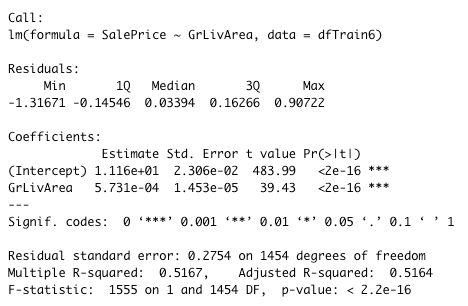 Call:
lm(formula = SalePrice ~ GrLivArea, data = dfTrain6)
Residuals:
Min 1Q Median 3Q Max
-1.31671 -0.14546 0.03394 0.16266 0.90722
Coefficients:
Estimate Std. Error t value Pr(>|t|)
(Intercept) 1.116e+01 2.306e-02 483.99 <2e-16 ***
GrLivArea 5.731e-04 1.453e-05 39.43 <2e-16 ***
---
Signif. codes: 0 ‘***’ 0.001 ‘**’ 0.01 ‘*’ 0.05 ‘.’ 0.1 ‘ ’ 1
Residual standard error: 0.2754 on 1454 degrees of freedom
Multiple R-squared: 0.5167, Adjusted R-squared: 0.5164
F-statistic: 1555 on 1 and 1454 DF, p-value: < 2.2e-16